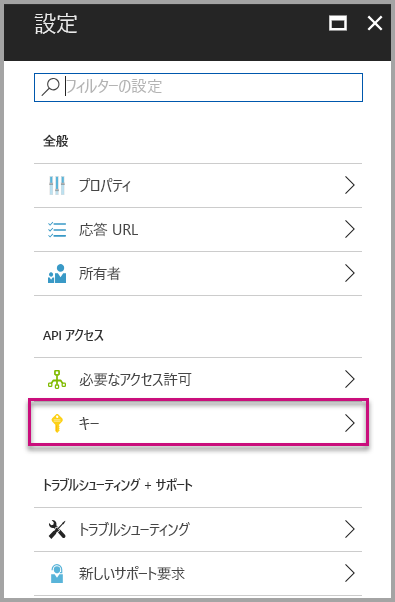 設定
フィルターの設定
全般
プロパティ
応答 URL
所有者
API アクセス
必要なアクセス許可
キー
トラブルシューティング + サポート
トラブルシューティング
新しいサポート要求